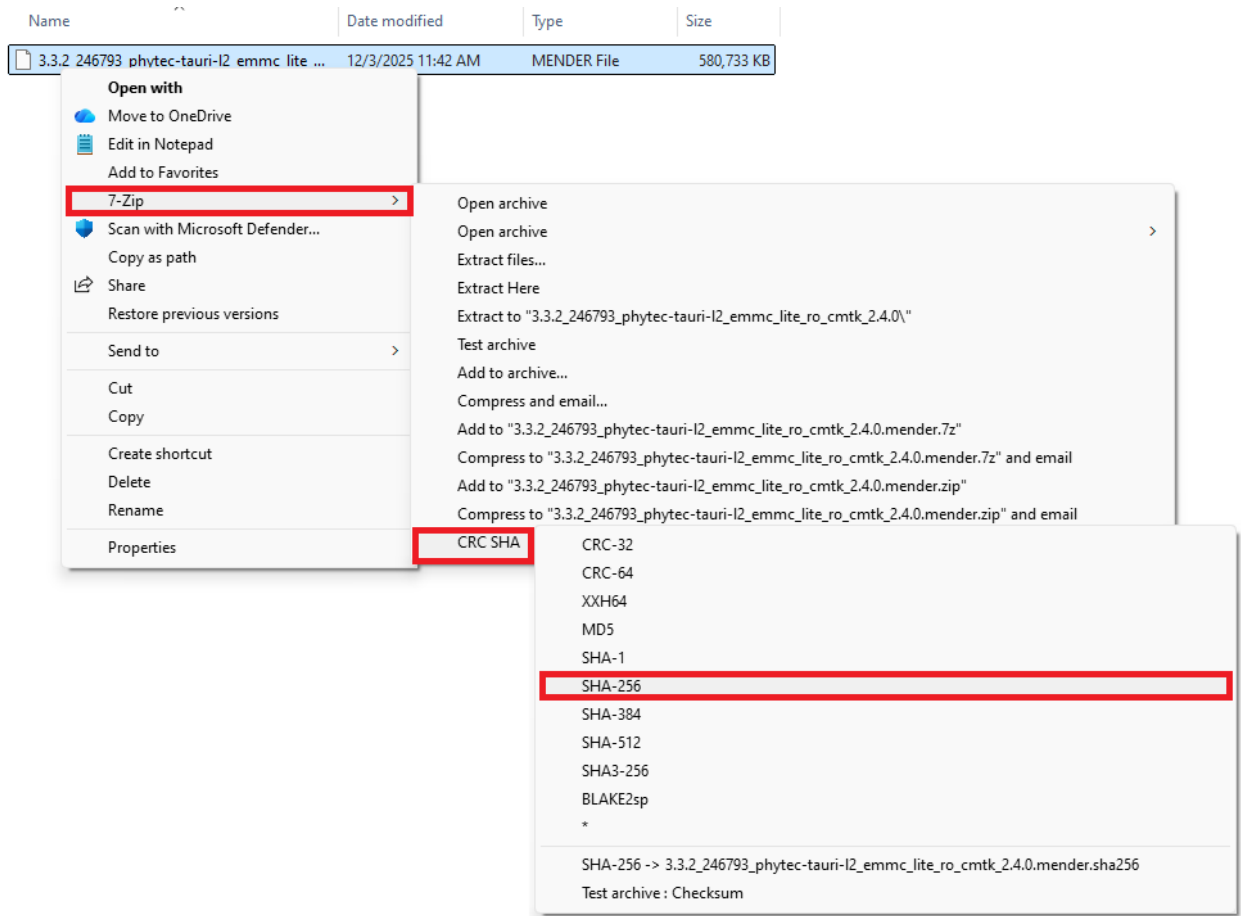 Name Date modified Type Size
3.3.2_246793_phytec-tauri-l2_emmc_lite_... 12/3/2025 11:42 AM MENDER File 580,733 KB
Open with
Move to OneDrive
Edit in Notepad
Add to Favorites
7-Zip
Scan with Microsoft Defender...
Copy as path
Share
Restore previous versions
Send to
Cut
Copy
Create shortcut
Delete
Rename
Properties
Open archive
Open archive
Extract files...
Extract Here
Extract to "3.3.2_246793_phytec-tauri-l2_emmc_lite_ro_cmtk_2.4.0\"
Test archive
Add to archive...
Compress and email...
Add to "3.3.2_246793_phytec-tauri-l2_emmc_lite_ro_cmtk_2.4.0.mender.7z"
Compress to "3.3.2_246793_phytec-tauri-l2_emmc_lite_ro_cmtk_2.4.0.mender.7z" and email
Add to "3.3.2_246793_phytec-tauri-l2_emmc_lite_ro_cmtk_2.4.0.mender.zip"
Compress to "3.3.2_246793_phytec-tauri-l2_emmc_lite_ro_cmtk_2.4.0.mender.zip" and email
CRC SHA
CRC-32
CRC-64
XXH64
MD5
SHA-1
SHA-256
SHA-384
SHA-512
SHA3-256
BLAKE2sp
*
SHA-256 -> 3.3.2_246793_phytec-tauri-l2_emmc_lite_ro_cmtk_2.4.0.mender.sha256
Test archive : Checksum